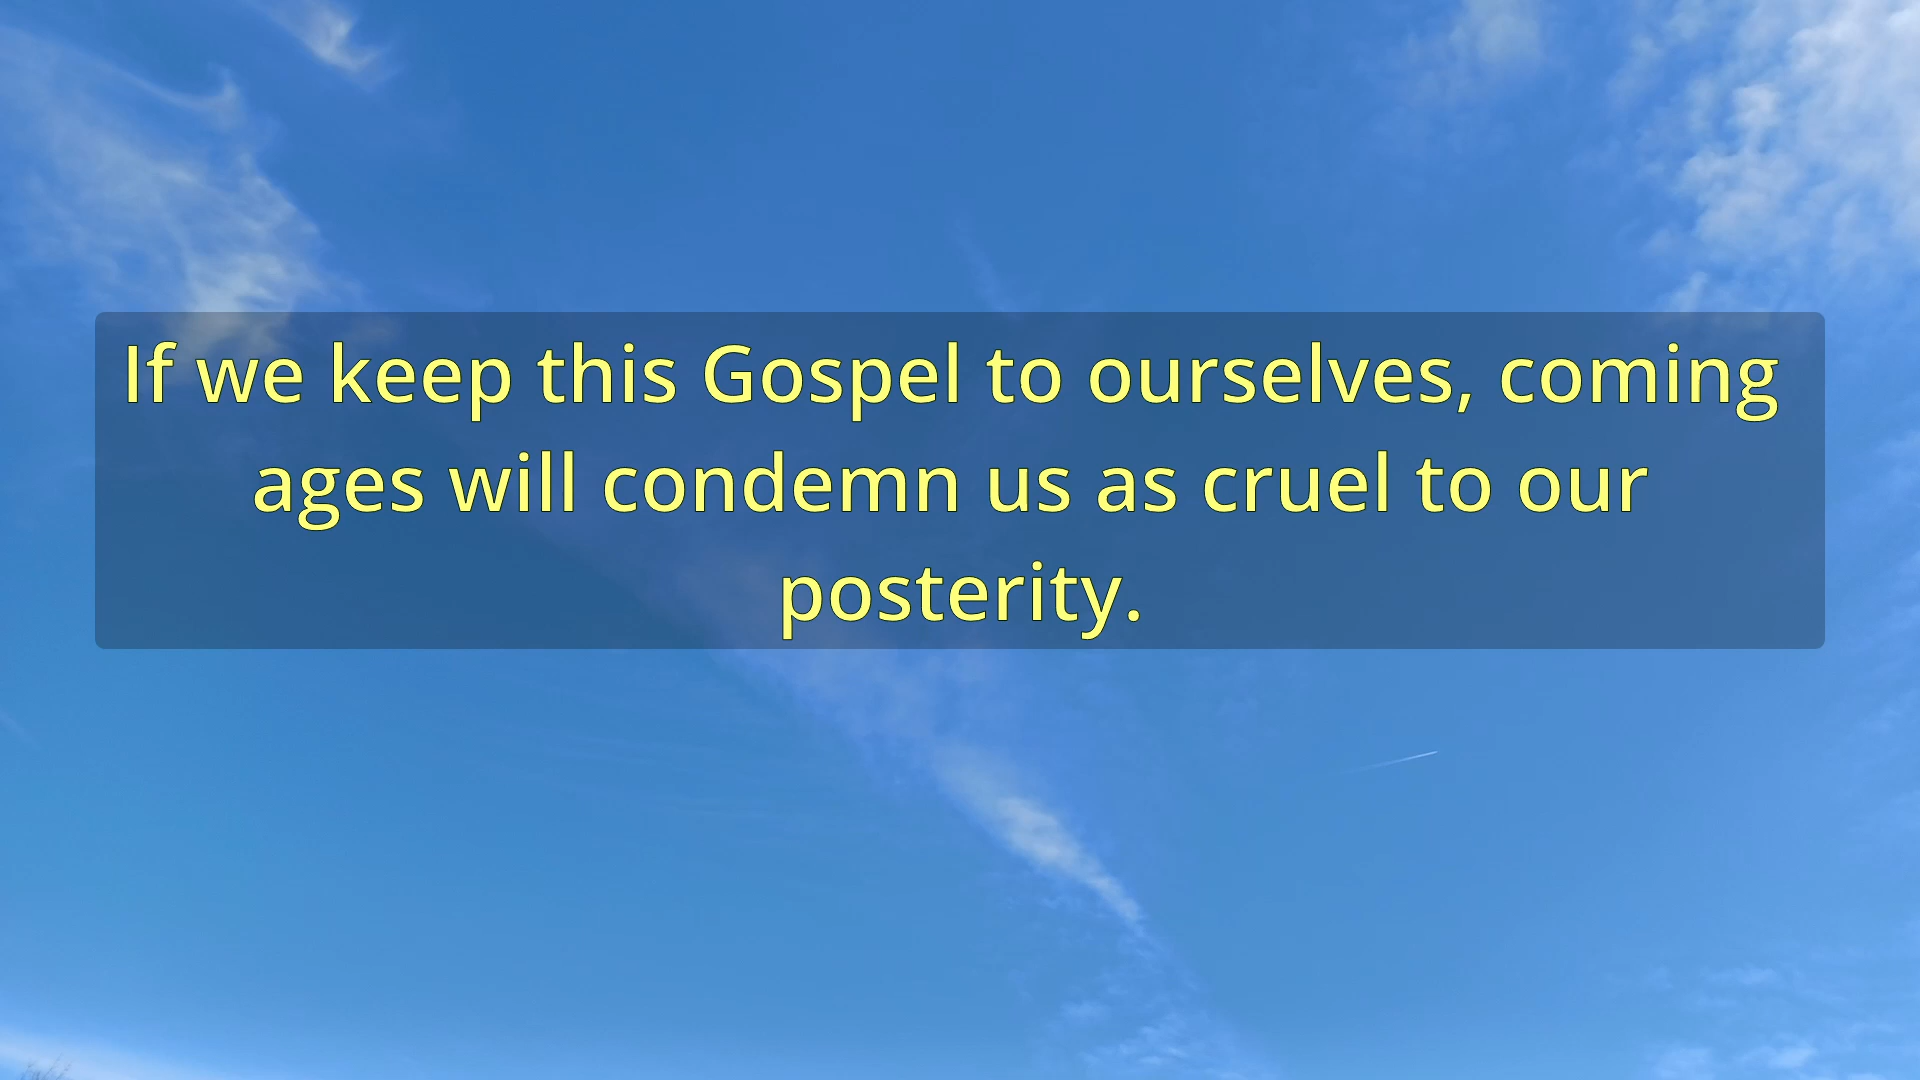 If we keep this Gospel to ourselves, coming
ages will condemn us as cruel to our
posterity.